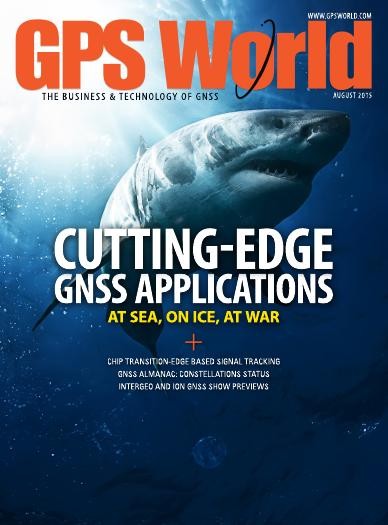 WWW.GPSWORLD.COM
GPS World
THE BUSINESS & TECHNOLOGY OF GNSS
AUGUST 2015
CUTTING-EDGE
GNSS APPLICATIONS
AT SEA, ON ICE, AT WAR
+
CHIP TRANSITION-EDGE BASED SIGNAL TRACKING
GNSS ALMANAC: CONSTELLATIONS STATUS
INTERGEO AND ION GNSS SHOW PREVIEWS